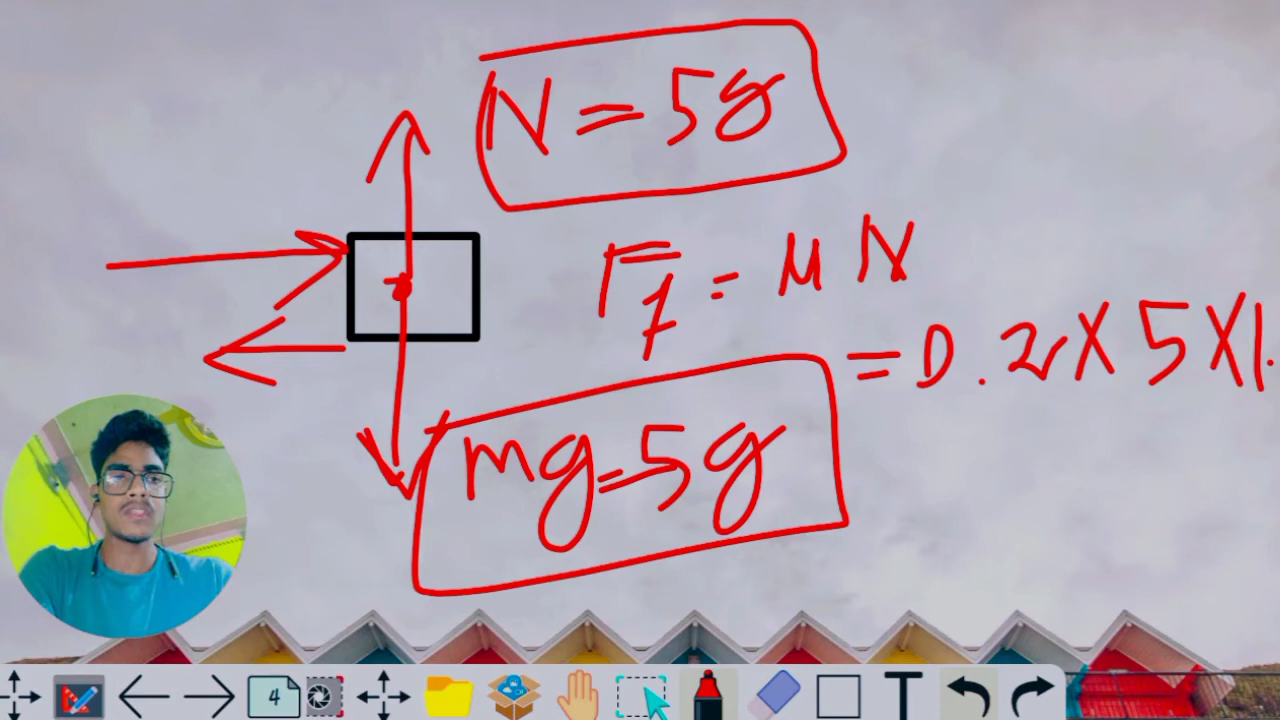 N = 5g
Ff = μN
= 0.2 X 5 X 1.
mg = 5g
4
T